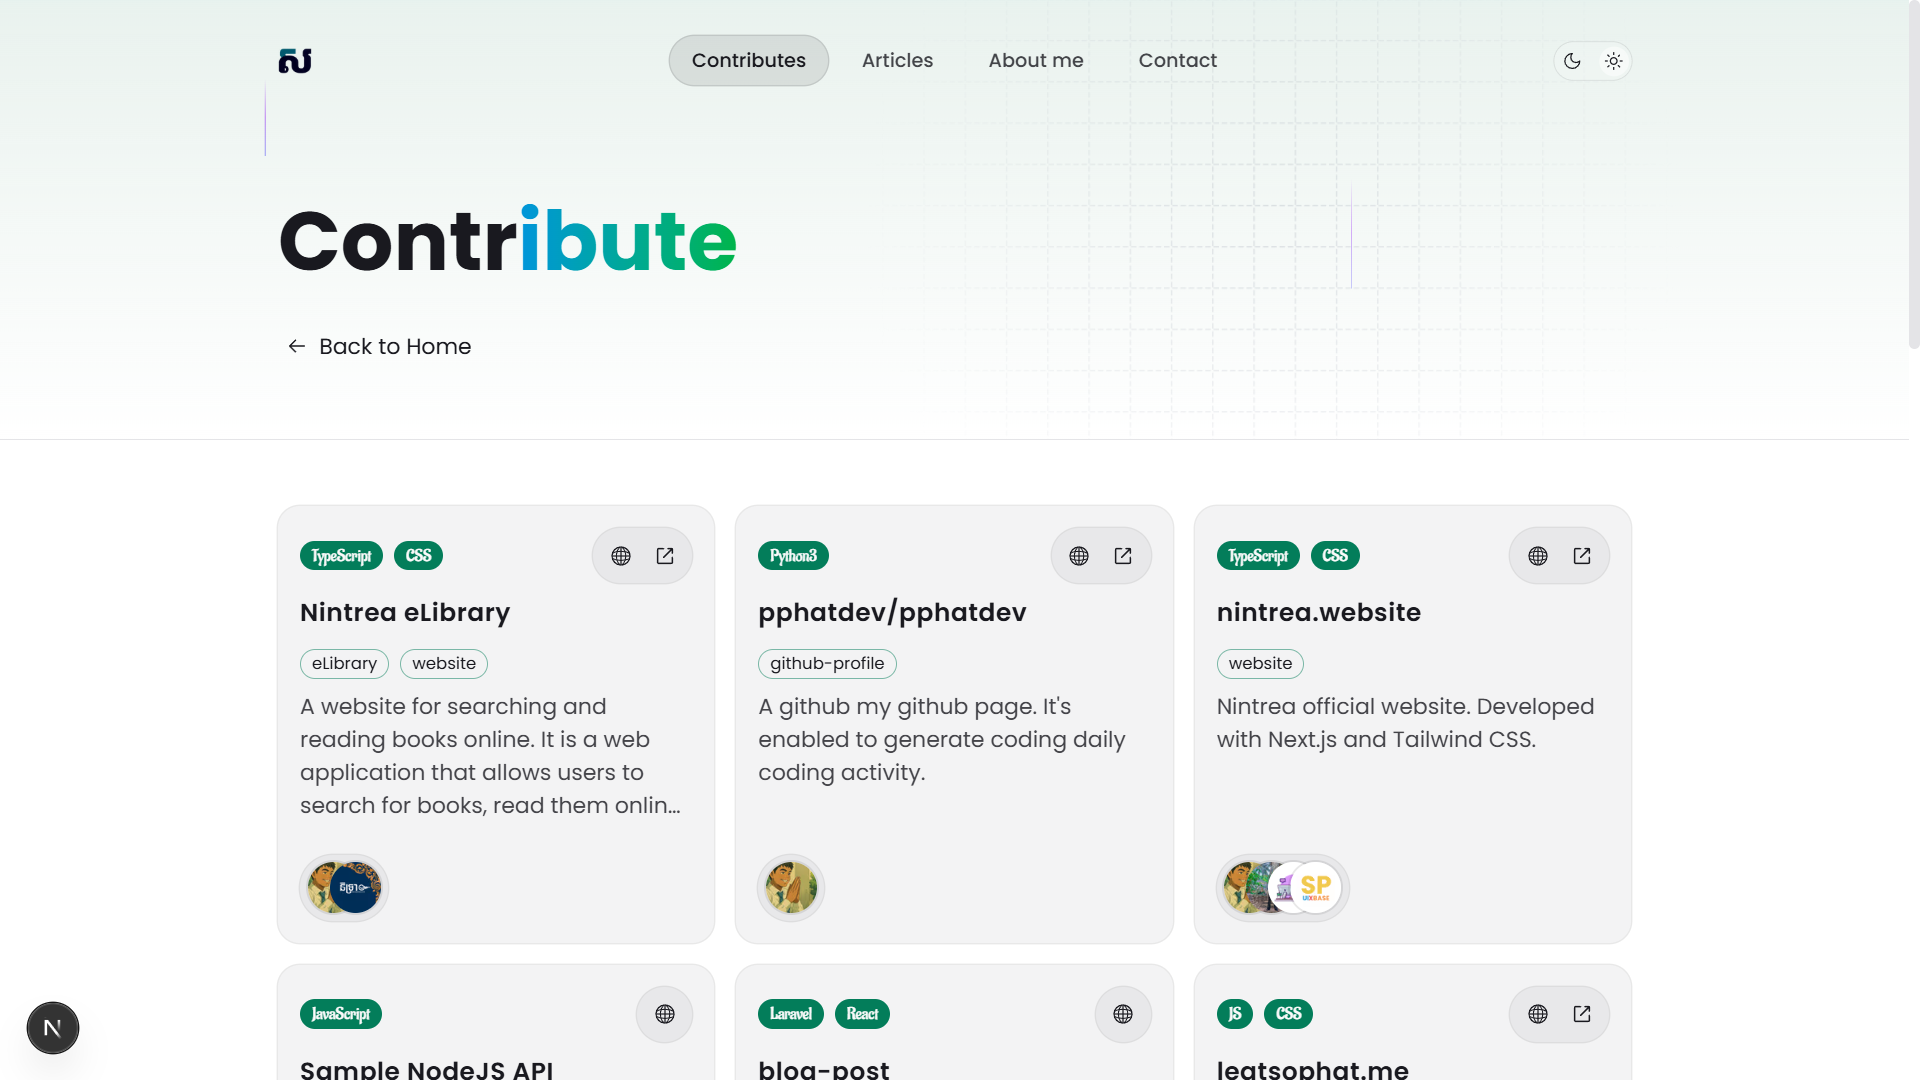 ស
Contributes
Articles
About me
Contact
Contribute
Back to Home
TypeScript
CSS
Nintrea eLibrary
eLibrary
website
A website for searching and
reading books online. It is a web
application that allows users to
search for books, read them onlin...
Python3
pphatdev/pphatdev
github-profile
A github my github page. It's
enabled to generate coding daily
coding activity.
TypeScript
CSS
nintrea.website
website
Nintrea official website. Developed
with Next.js and Tailwind CSS.
SP
UIXBASE
JavaScript
Sample NodeJS API
Laravel
React
blog-post
JS
CSS
leatsophat.me
N